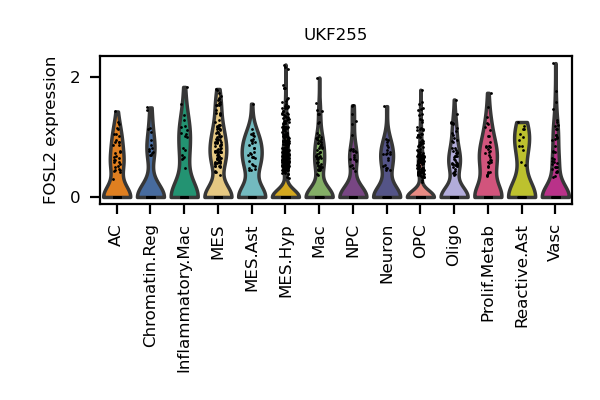 UKF255
FOSL2 expression
2
0
AC
Chromatin.Reg
Inflammatory.Mac
MES
MES.Ast
MES.Hyp
Mac
NPC
Neuron
OPC
Oligo
Prolif.Metab
Reactive.Ast
Vasc